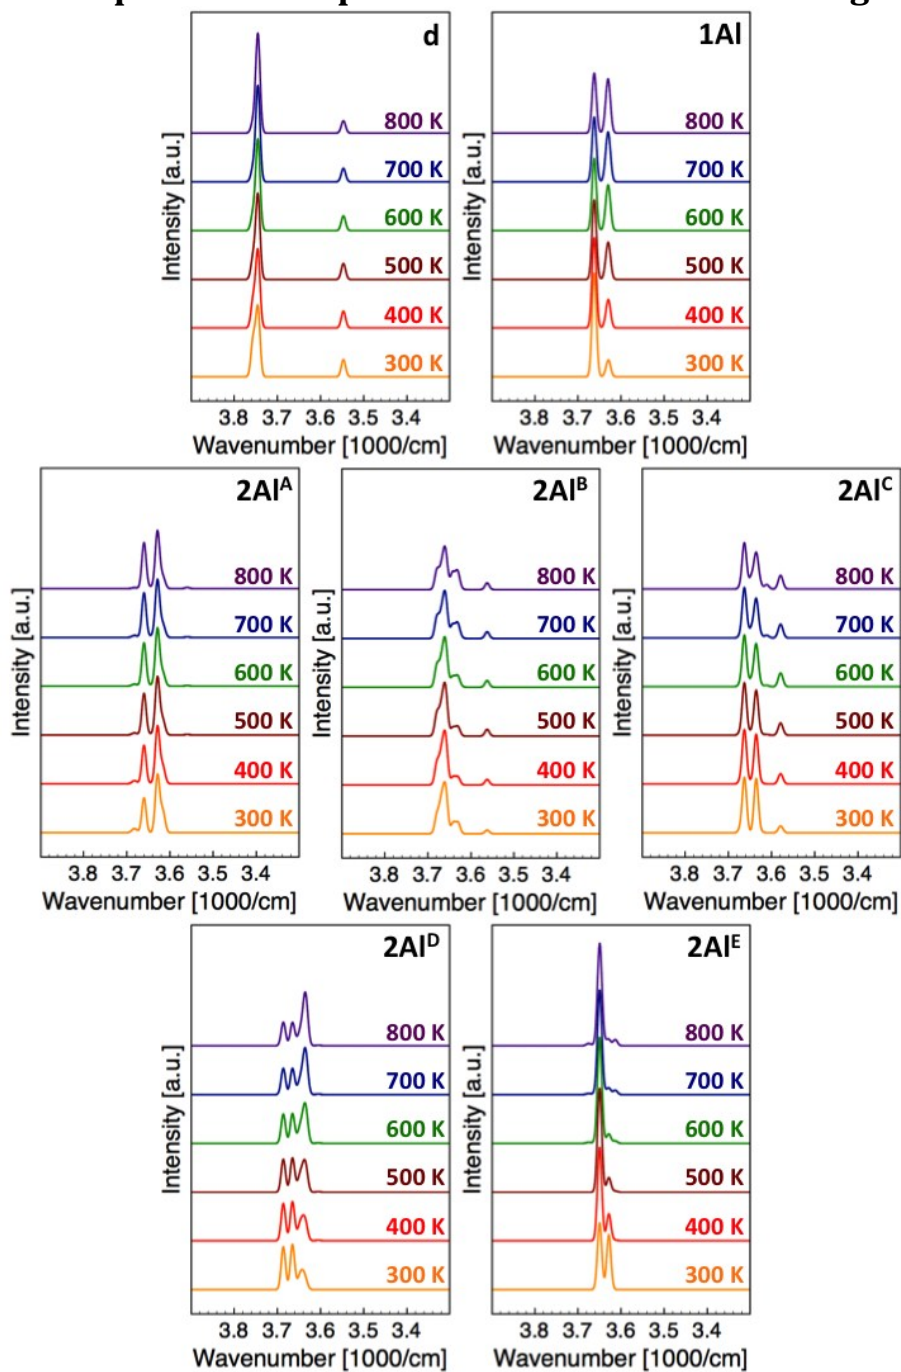 d
800 K
700 K
600 K
500 K
400 K
300 K
Intensity [a.u.]
3.8 3.7 3.6 3.5 3.4
Wavenumber [1000/cm]
1Al
800 K
700 K
600 K
500 K
400 K
300 K
Intensity [a.u.]
3.8 3.7 3.6 3.5 3.4
Wavenumber [1000/cm]
2Al^A
800 K
700 K
600 K
500 K
400 K
300 K
Intensity [a.u.]
3.8 3.7 3.6 3.5 3.4
Wavenumber [1000/cm]
2Al^B
800 K
700 K
600 K
500 K
400 K
300 K
Intensity [a.u.]
3.8 3.7 3.6 3.5 3.4
Wavenumber [1000/cm]
2Al^C
800 K
700 K
600 K
500 K
400 K
300 K
Intensity [a.u.]
3.8 3.7 3.6 3.5 3.4
Wavenumber [1000/cm]
2Al^D
800 K
700 K
600 K
500 K
400 K
300 K
Intensity [a.u.]
3.8 3.7 3.6 3.5 3.4
Wavenumber [1000/cm]
2Al^E
800 K
700 K
600 K
500 K
400 K
300 K
Intensity [a.u.]
3.8 3.7 3.6 3.5 3.4
Wavenumber [1000/cm]